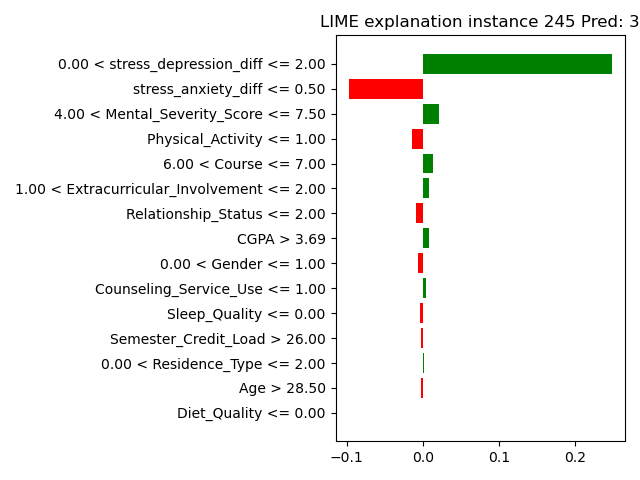 LIME explanation instance 245 Pred: 3
0.00 < stress_depression_diff <= 2.00
stress_anxiety_diff <= 0.50
4.00 < Mental_Severity_Score <= 7.50
Physical_Activity <= 1.00
6.00 < Course <= 7.00
1.00 < Extracurricular_Involvement <= 2.00
Relationship_Status <= 2.00
CGPA > 3.69
0.00 < Gender <= 1.00
Counseling_Service_Use <= 1.00
Sleep_Quality <= 0.00
Semester_Credit_Load > 26.00
0.00 < Residence_Type <= 2.00
Age > 28.50
Diet_Quality <= 0.00
−0.1 0.0 0.1 0.2